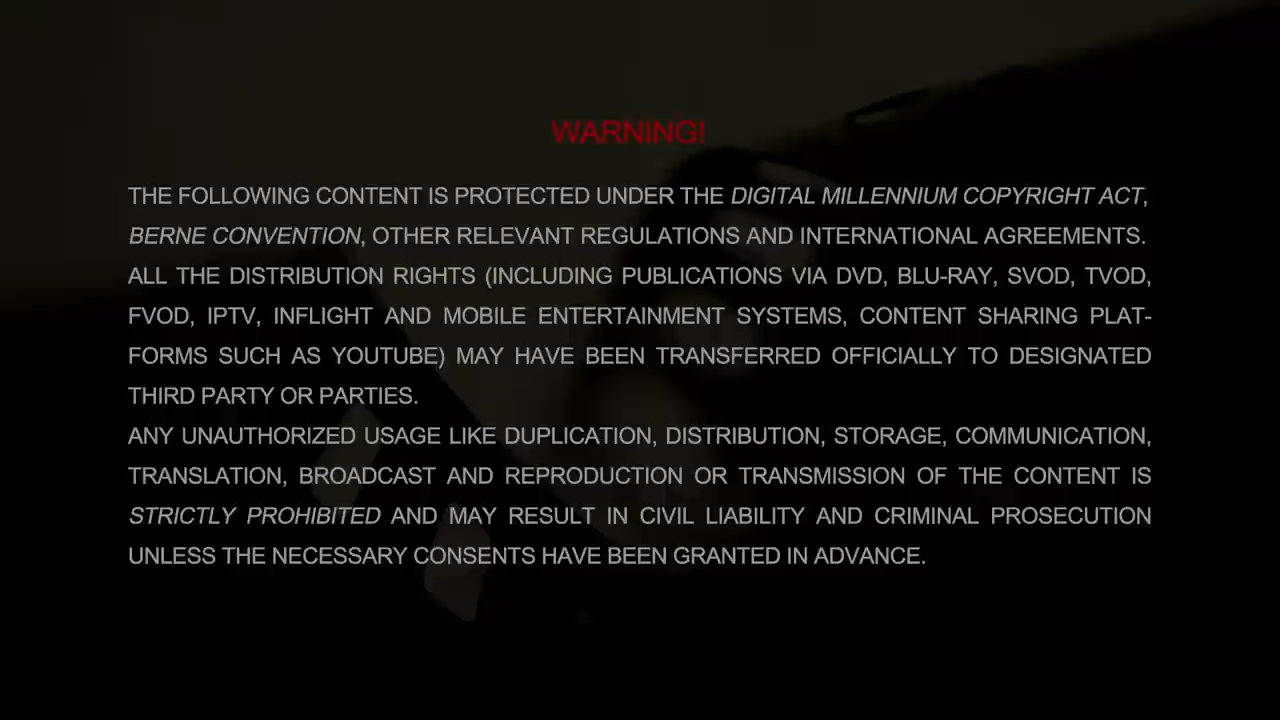 WARNING!
THE FOLLOWING CONTENT IS PROTECTED UNDER THE DIGITAL MILLENNIUM COPYRIGHT ACT,
BERNE CONVENTION, OTHER RELEVANT REGULATIONS AND INTERNATIONAL AGREEMENTS.
ALL THE DISTRIBUTION RIGHTS (INCLUDING PUBLICATIONS VIA DVD, BLU-RAY, SVOD, TVOD,
FVOD, IPTV, INFLIGHT AND MOBILE ENTERTAINMENT SYSTEMS, CONTENT SHARING PLAT-
FORMS SUCH AS YOUTUBE) MAY HAVE BEEN TRANSFERRED OFFICIALLY TO DESIGNATED
THIRD PARTY OR PARTIES.
ANY UNAUTHORIZED USAGE LIKE DUPLICATION, DISTRIBUTION, STORAGE, COMMUNICATION,
TRANSLATION, BROADCAST AND REPRODUCTION OR TRANSMISSION OF THE CONTENT IS
STRICTLY PROHIBITED AND MAY RESULT IN CIVIL LIABILITY AND CRIMINAL PROSECUTION
UNLESS THE NECESSARY CONSENTS HAVE BEEN GRANTED IN ADVANCE.